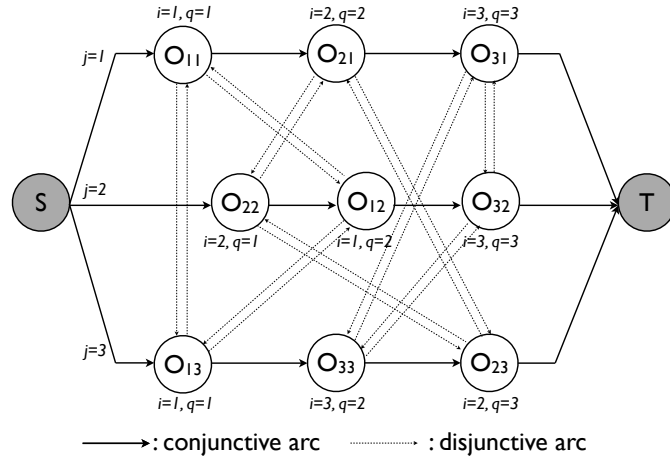 i=1, q=1 i=2, q=2 i=3, q=3
j=1 O11 O21 O31
S j=2 O22 O12 O32 T
i=2, q=1 i=1, q=2 i=3, q=3
j=3 O13 O33 O23
i=1, q=1 i=3, q=2 i=2, q=3
: conjunctive arc : disjunctive arc